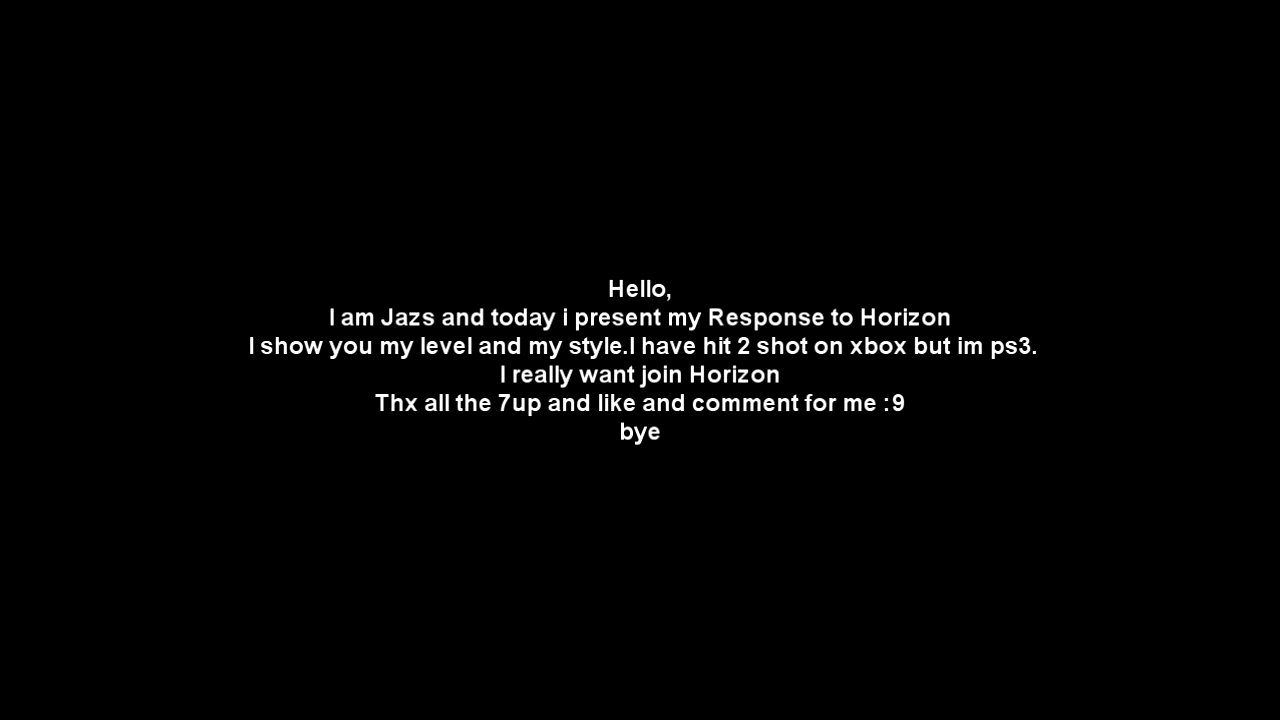 Hello,
I am Jazs and today i present my Response to Horizon
I show you my level and my style.I have hit 2 shot on xbox but im ps3.
I really want join Horizon
Thx all the 7up and like and comment for me :9
bye